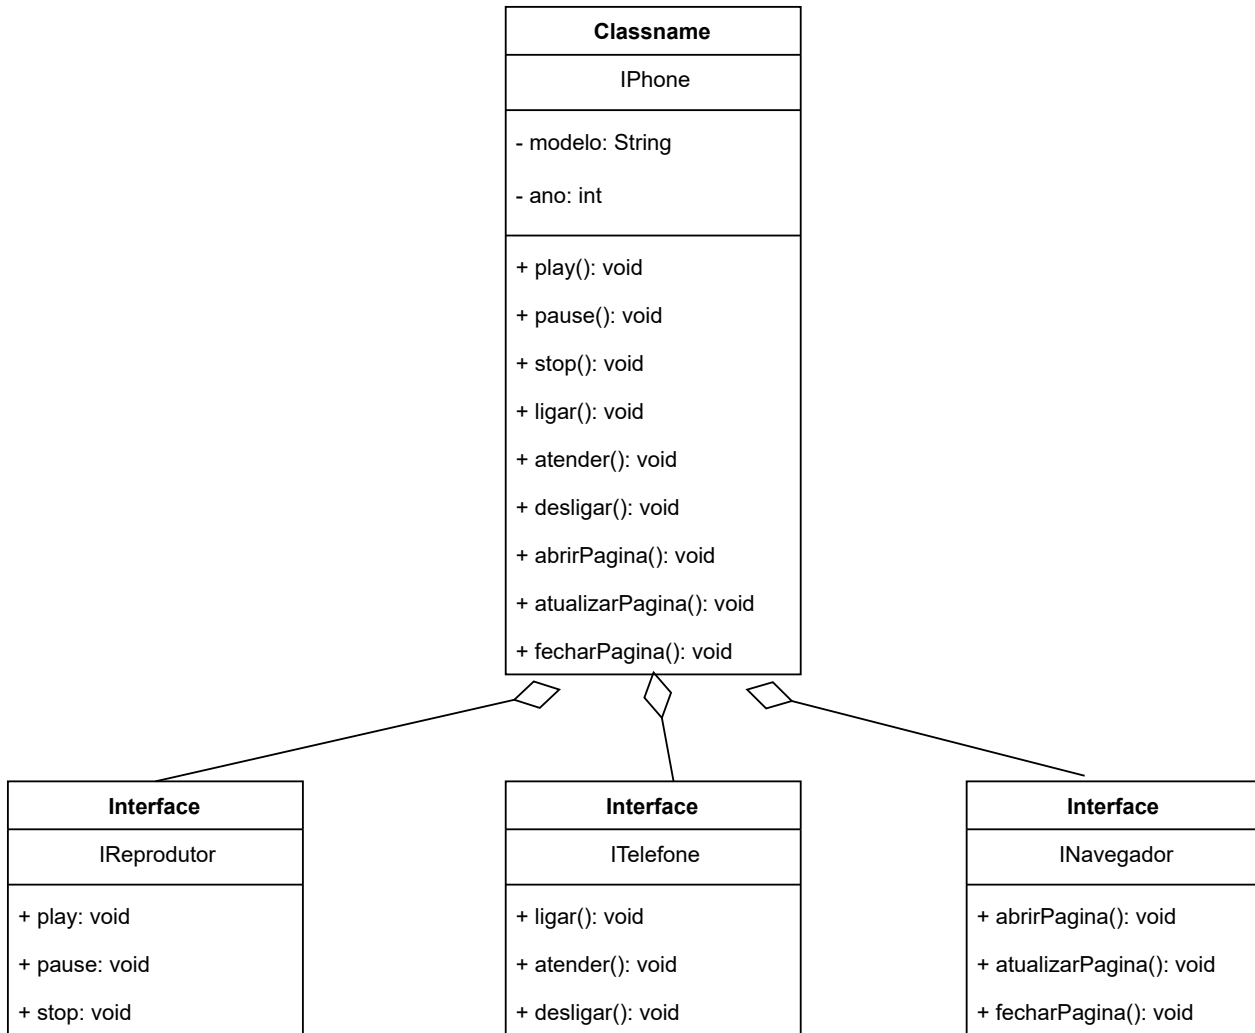 Classname
IPhone
- modelo: String
- ano: int
+ play(): void
+ pause(): void
+ stop(): void
+ ligar(): void
+ atender(): void
+ desligar(): void
+ abrirPagina(): void
+ atualizarPagina(): void
+ fecharPagina(): void
Interface
IReprodutor
+ play: void
+ pause: void
+ stop: void
Interface
ITelefone
+ ligar(): void
+ atender(): void
+ desligar(): void
Interface
INavegador
+ abrirPagina(): void
+ atualizarPagina(): void
+ fecharPagina(): void